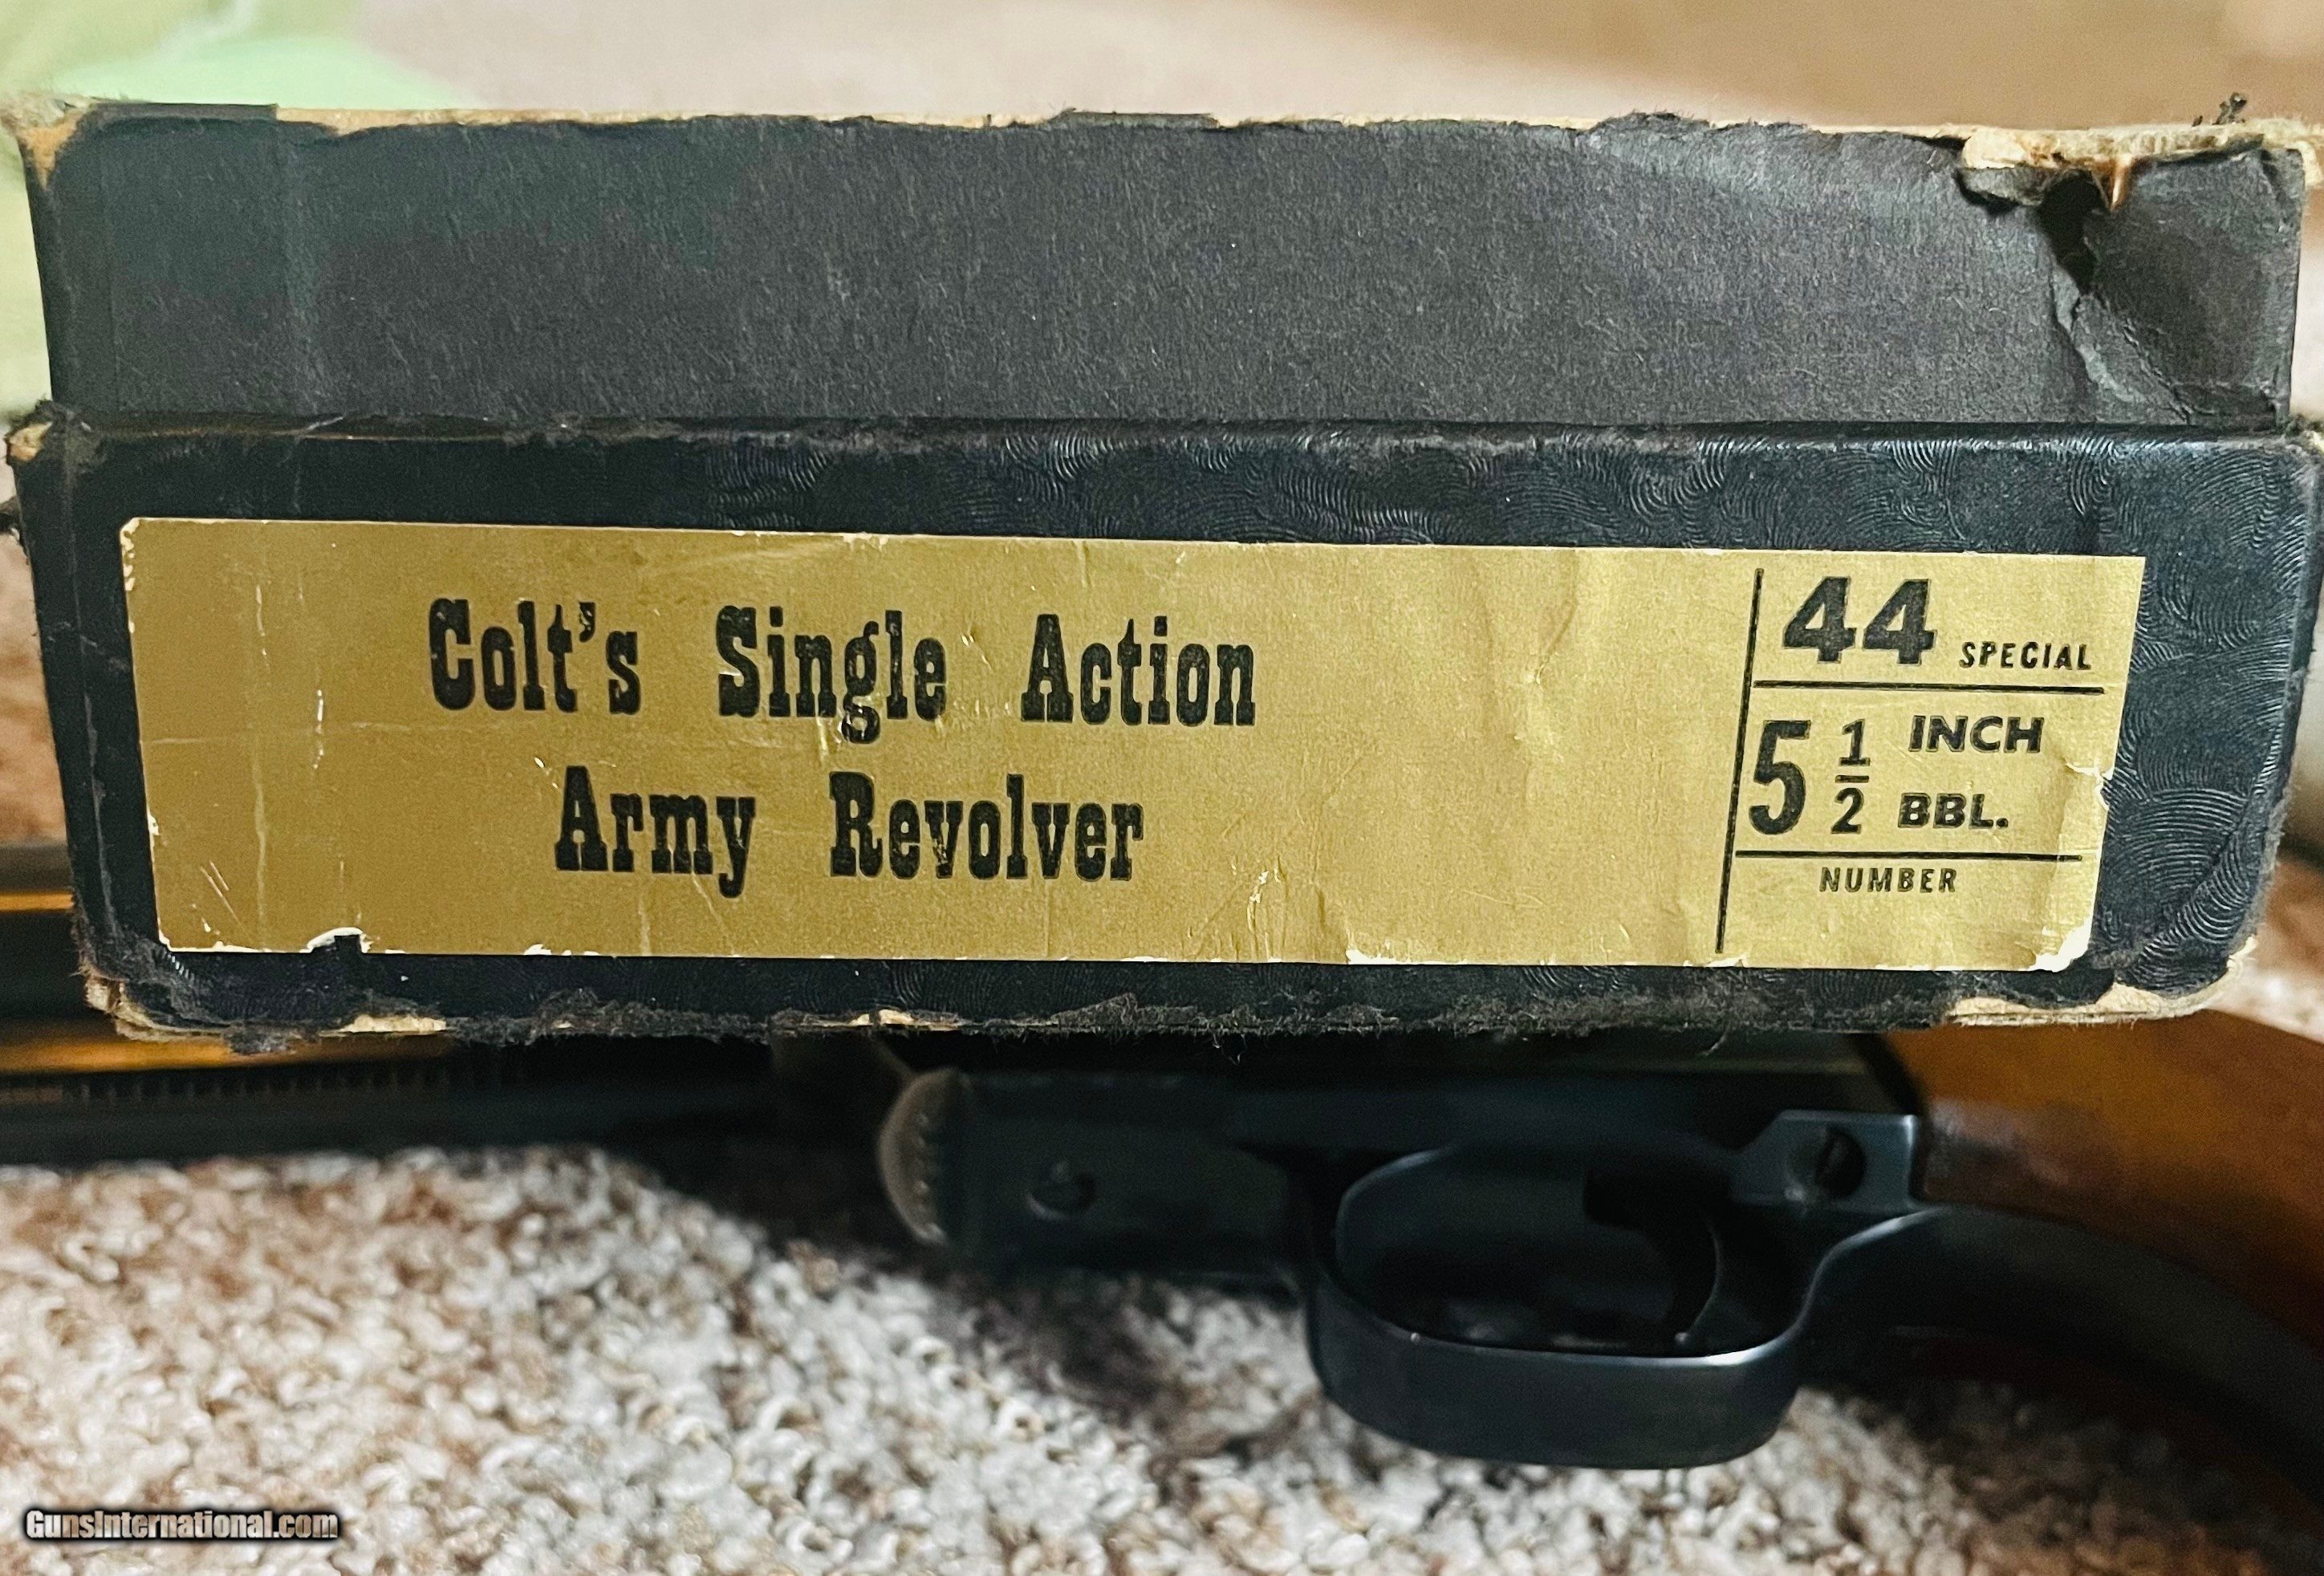 Colt's Single Action
Army Revolver
44 SPECIAL
5 1/2 INCH BBL.
NUMBER
GunsInternational.com